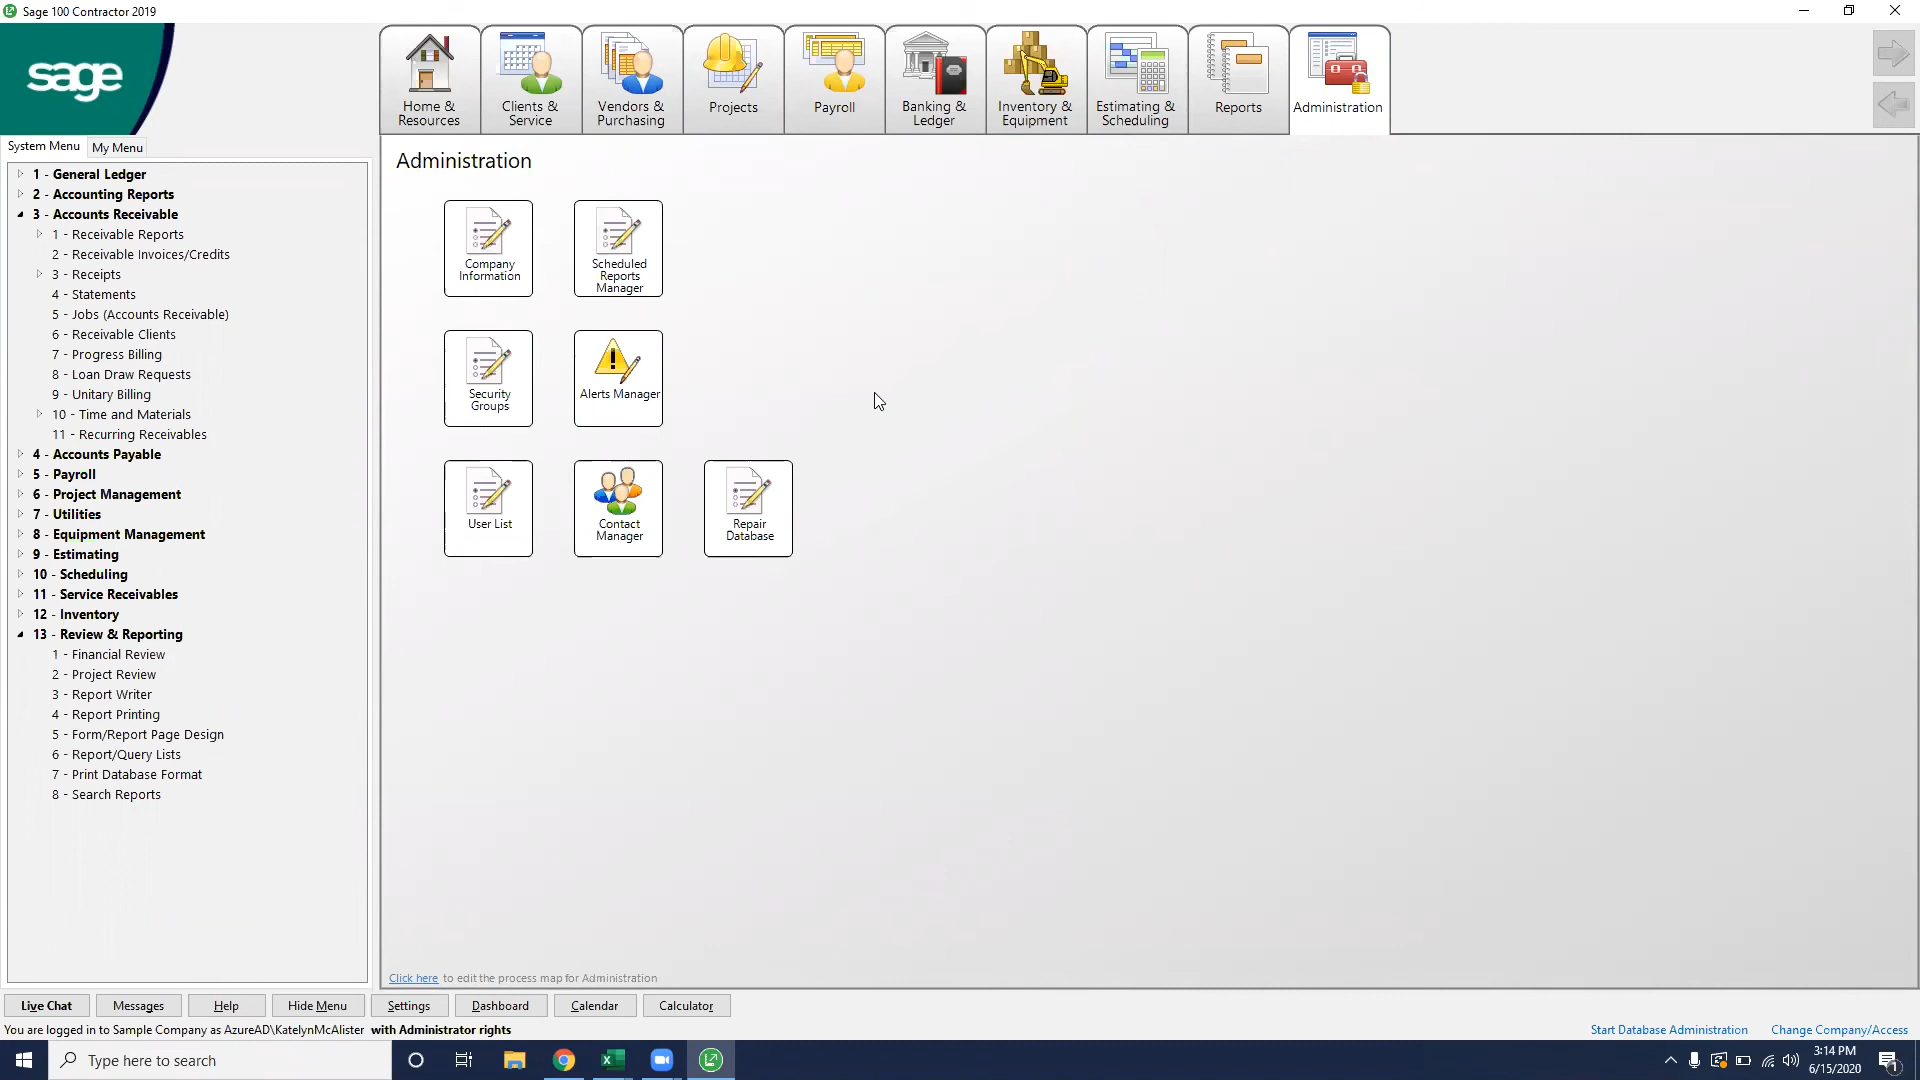 Sage 100 Contractor 2019
sage
Home &
Resources
Clients &
Service
Vendors &
Purchasing
Projects
Payroll
Banking &
Ledger
Inventory &
Equipment
Estimating &
Scheduling
Reports
Administration
System Menu
My Menu
1 - General Ledger
2 - Accounting Reports
3 - Accounts Receivable
1 - Receivable Reports
2 - Receivable Invoices/Credits
3 - Receipts
4 - Statements
5 - Jobs (Accounts Receivable)
6 - Receivable Clients
7 - Progress Billing
8 - Loan Draw Requests
9 - Unitary Billing
10 - Time and Materials
11 - Recurring Receivables
4 - Accounts Payable
5 - Payroll
6 - Project Management
7 - Utilities
8 - Equipment Management
9 - Estimating
10 - Scheduling
11 - Service Receivables
12 - Inventory
13 - Review & Reporting
1 - Financial Review
2 - Project Review
3 - Report Writer
4 - Report Printing
5 - Form/Report Page Design
6 - Report/Query Lists
7 - Print Database Format
8 - Search Reports
Administration
Company
Information
Scheduled
Reports
Manager
Security
Groups
Alerts Manager
User List
Contact
Manager
Repair
Database
Click here to edit the process map for Administration
Live Chat
Messages
Help
Hide Menu
Settings
Dashboard
Calendar
Calculator
You are logged in to Sample Company as AzureAD\KatelynMcAlister with Administrator rights
Start Database Administration
Change Company/Access
Type here to search
3:14 PM
6/15/2020
1